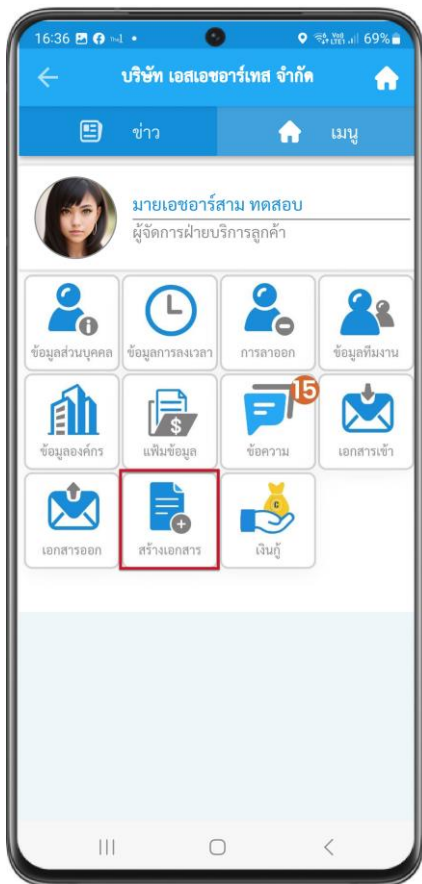 16:36 69%
บริษัท เอสเอชอาร์เทส จำกัด
ข่าว เมนู
มายเอชอาร์สาม ทดสอบ
ผู้จัดการฝ่ายบริการลูกค้า
ข้อมูลส่วนบุคคล ข้อมูลการลงเวลา การลาออก ข้อมูลทีมงาน
15
ข้อมูลองค์กร แฟ้มข้อมูล ข้อความ เอกสารเข้า
เอกสารออก สร้างเอกสาร เงินกู้